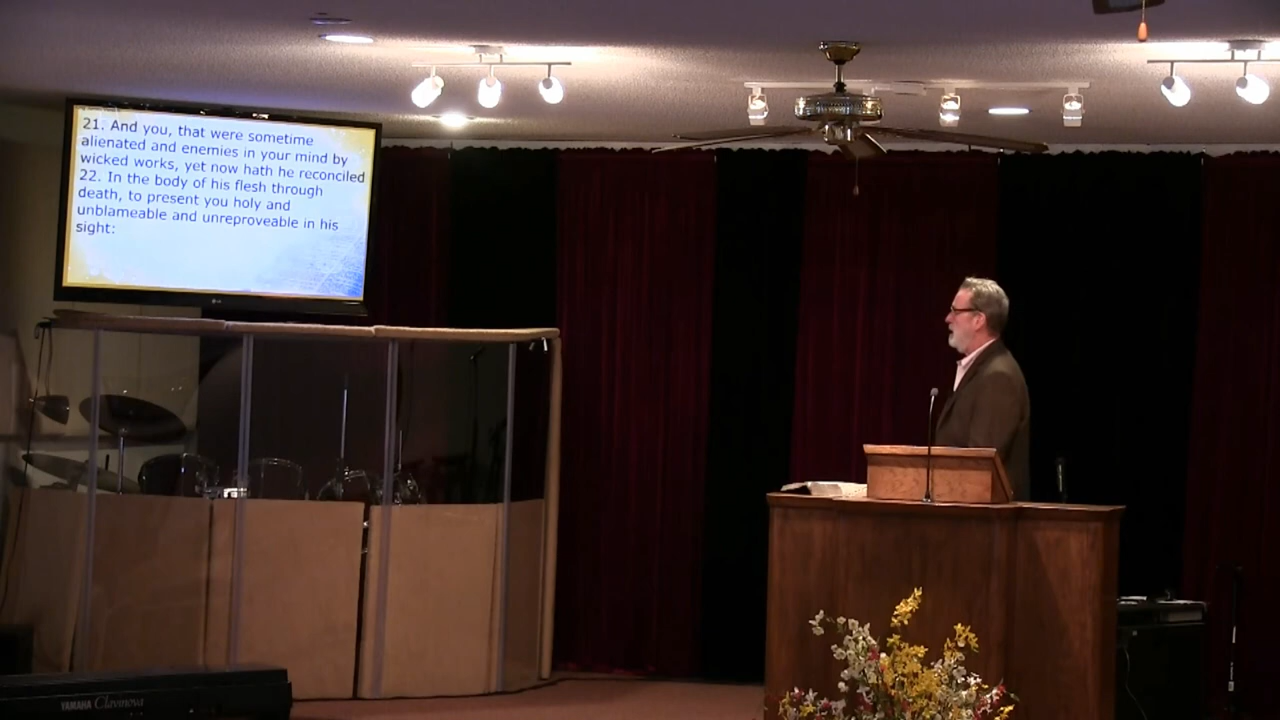 21. And you, that were sometime
alienated and enemies in your mind by
wicked works, yet now hath he reconciled
22. In the body of his flesh through
death, to present you holy and
unblameable and unreproveable in his
sight:
LG
YAMAHA Clavinova